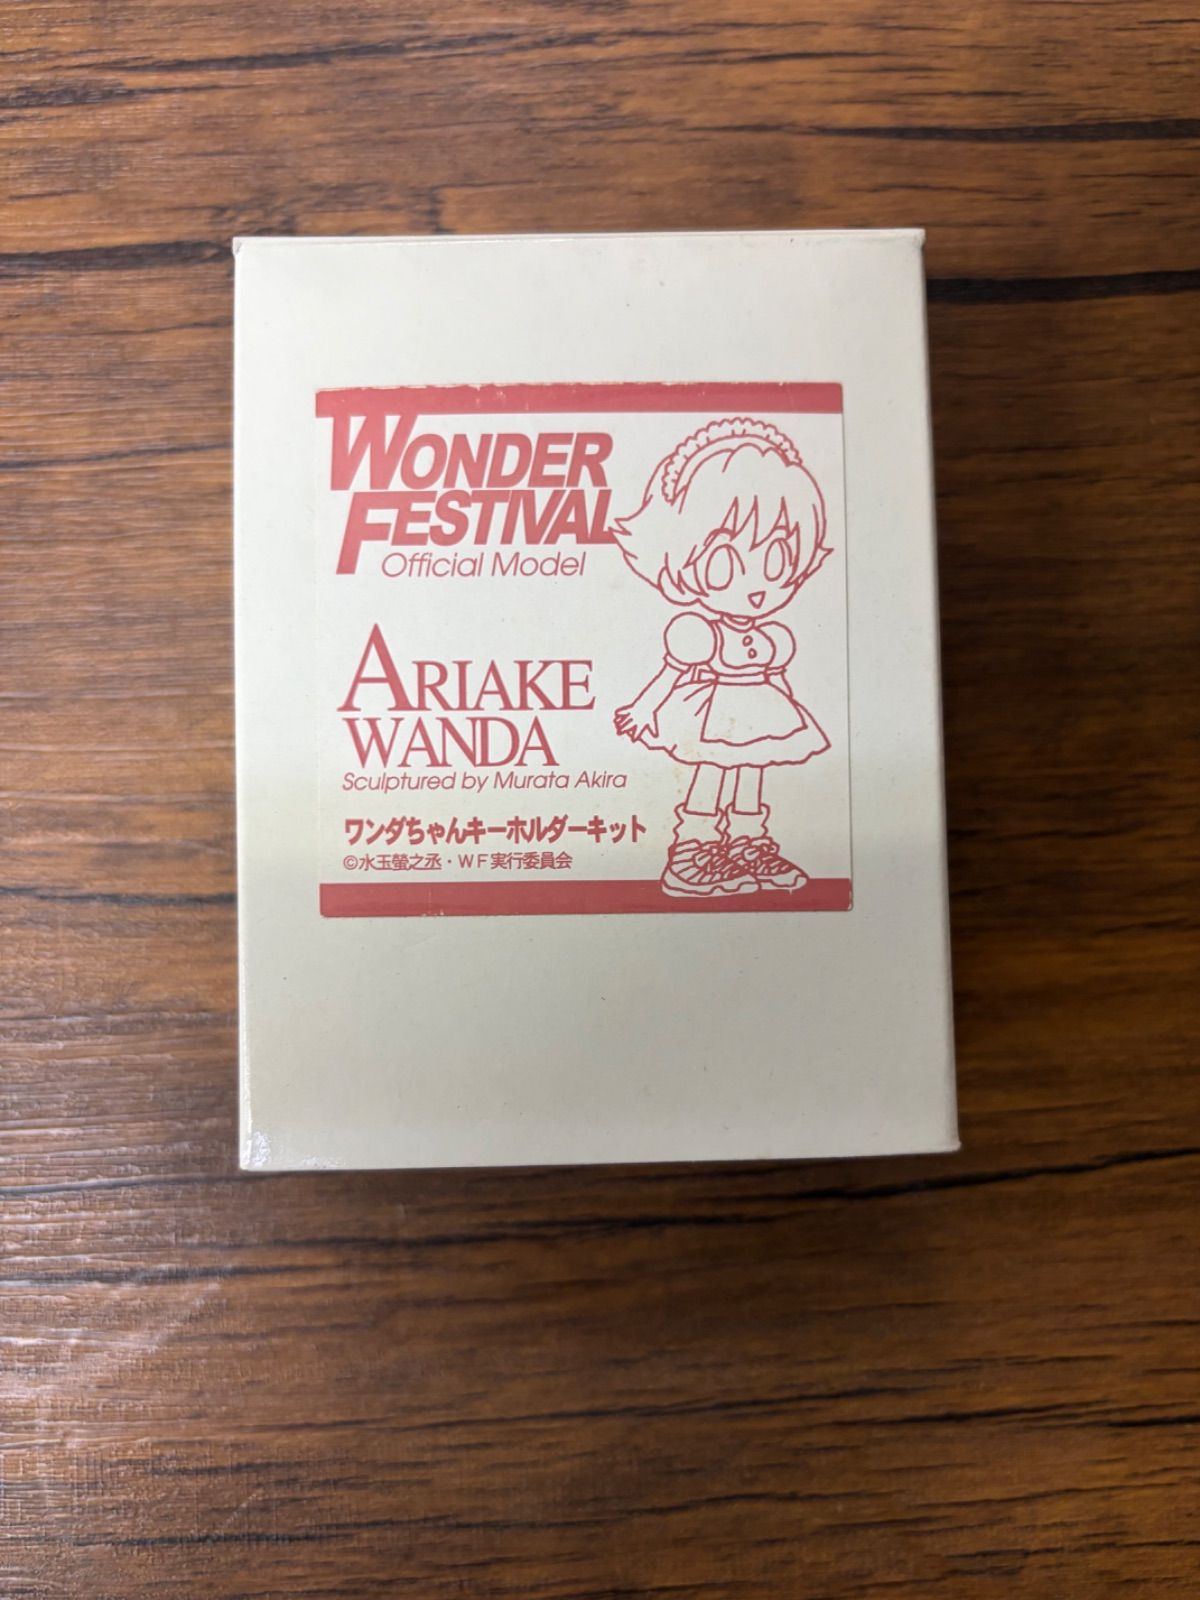 WONDER
FESTIVAL
Official Model
ARIAKE
WANDA
Sculptured by Murata Akira
ワンダちゃんキーホルダーキット
©水玉螢之丞・WF実行委員会